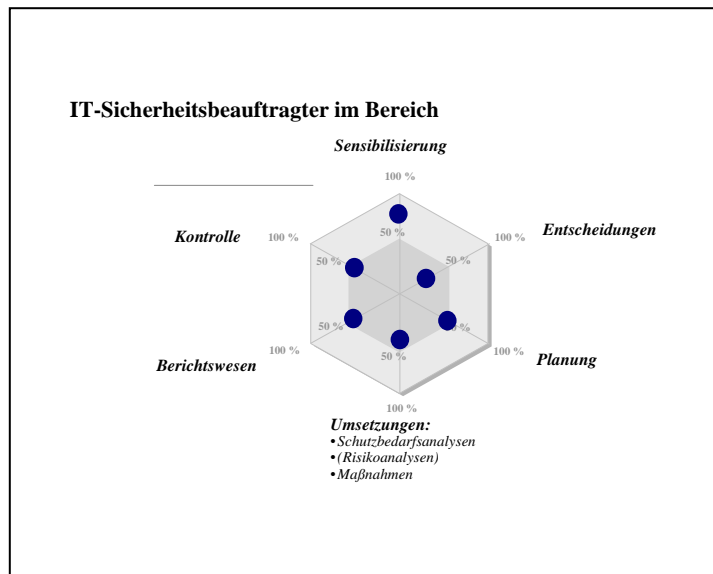 IT-Sicherheitsbeauftragter im Bereich
Sensibilisierung
100 %
Kontrolle
100 %
50 %
100 %
Entscheidungen
50 %
50 %
50 %
50 %
Berichtswesen
100 %
50 %
100 %
Planung
100 %
Umsetzungen:
• Schutzbedarfsanalysen
• (Risikoanalysen)
• Maßnahmen